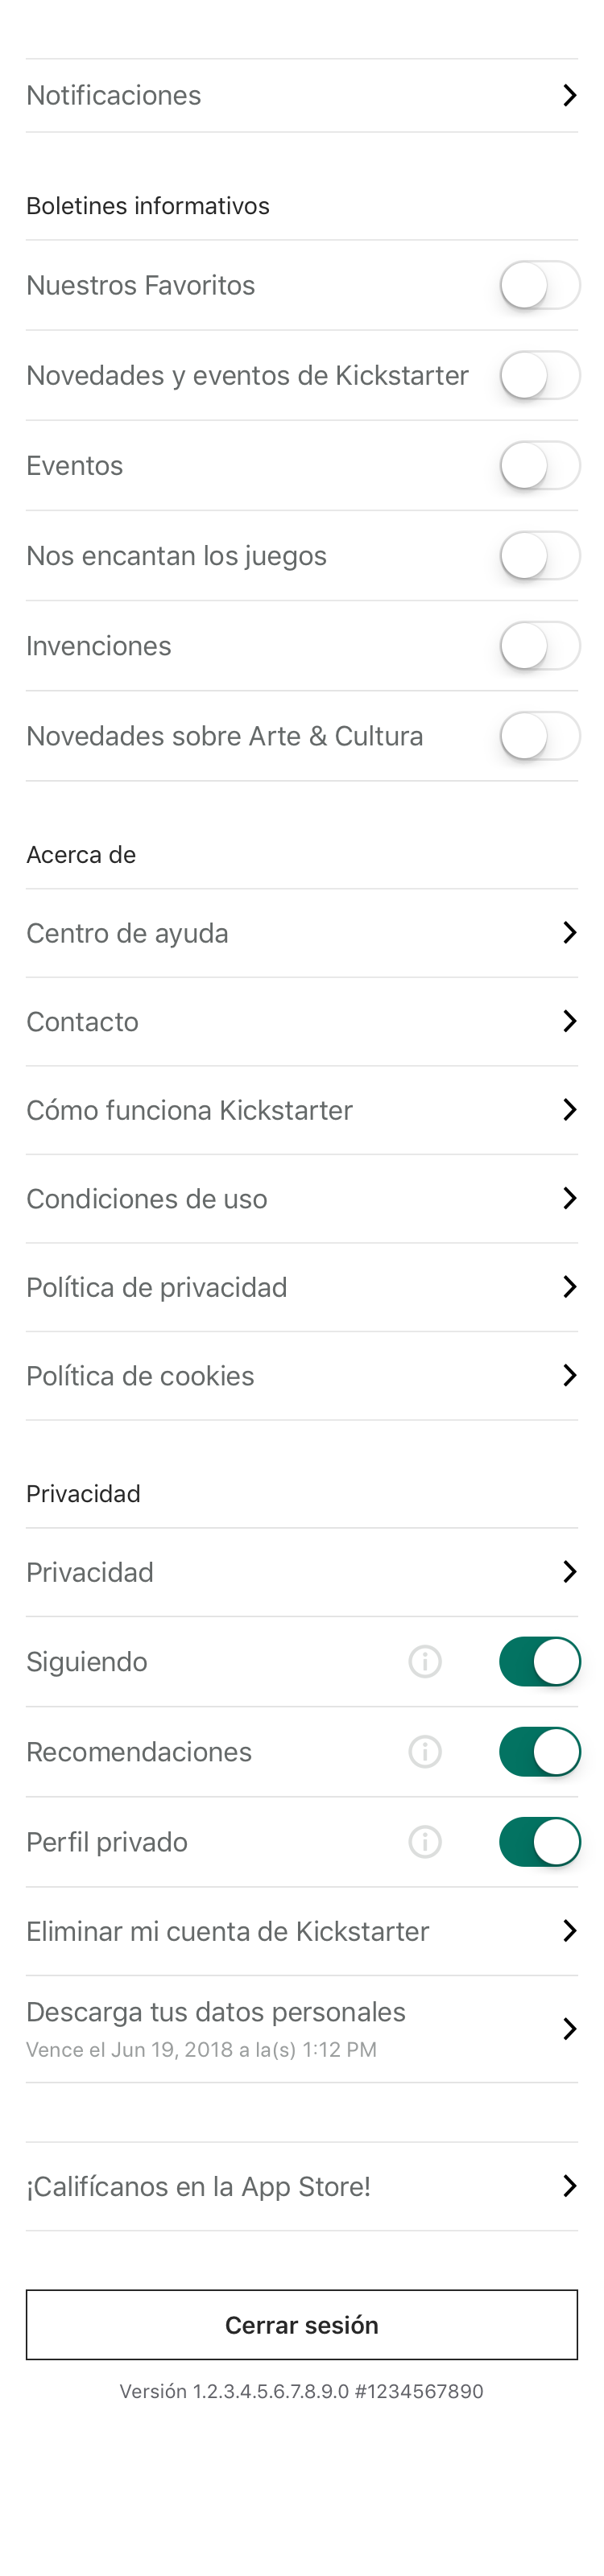 Notificaciones
Boletines informativos
Nuestros Favoritos
Novedades y eventos de Kickstarter
Eventos
Nos encantan los juegos
Invenciones
Novedades sobre Arte & Cultura
Acerca de
Centro de ayuda
Contacto
Cómo funciona Kickstarter
Condiciones de uso
Política de privacidad
Política de cookies
Privacidad
Privacidad
Siguiendo
Recomendaciones
Perfil privado
Eliminar mi cuenta de Kickstarter
Descarga tus datos personales
Vence el Jun 19, 2018 a la(s) 1:12 PM
¡Califícanos en la App Store!
Cerrar sesión
Versión 1.2.3.4.5.6.7.8.9.0 #1234567890